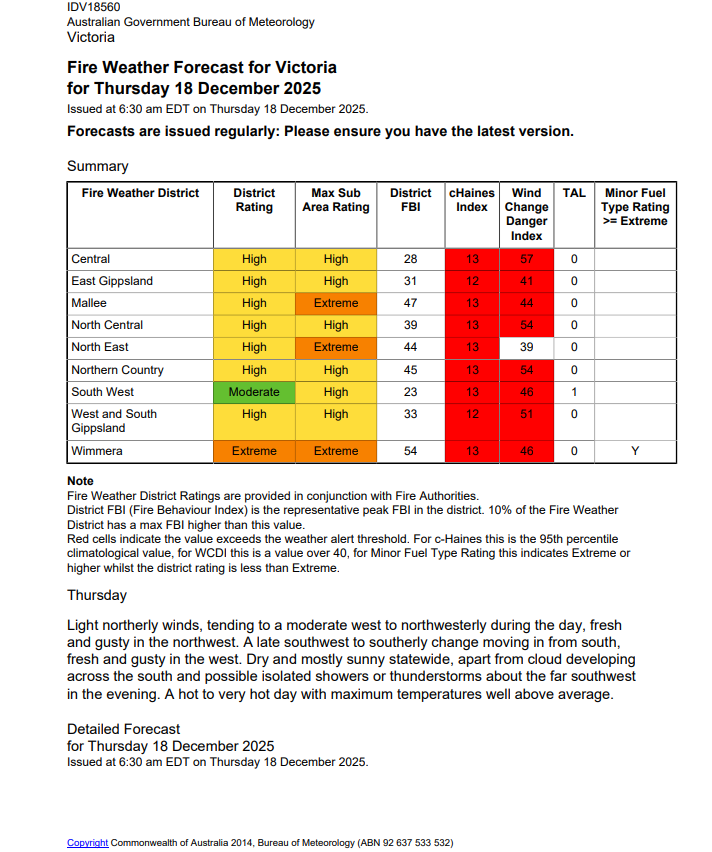 IDV18560
Australian Government Bureau of Meteorology
Victoria
Fire Weather Forecast for Victoria
for Thursday 18 December 2025
Issued at 6:30 am EDT on Thursday 18 December 2025.
Forecasts are issued regularly: Please ensure you have the latest version.
Summary
Fire Weather District District Rating Max Sub Area Rating District FBI cHaines Index Wind Change Danger Index TAL Minor Fuel Type Rating >= Extreme
Central High High 28 13 57 0
East Gippsland High High 31 12 41 0
Mallee High Extreme 47 13 44 0
North Central High High 39 13 54 0
North East High Extreme 44 13 39 0
Northern Country High High 45 13 54 0
South West Moderate High 23 13 46 1
West and South Gippsland High High 33 12 51 0
Wimmera Extreme Extreme 54 13 46 0 Y
Note
Fire Weather District Ratings are provided in conjunction with Fire Authorities.
District FBI (Fire Behaviour Index) is the representative peak FBI in the district. 10% of the Fire Weather
District has a max FBI higher than this value.
Red cells indicate the value exceeds the weather alert threshold. For c-Haines this is the 95th percentile
climatological value, for WCDI this is a value over 40, for Minor Fuel Type Rating this indicates Extreme or
higher whilst the district rating is less than Extreme.
Thursday
Light northerly winds, tending to a moderate west to northwesterly during the day, fresh
and gusty in the northwest. A late southwest to southerly change moving in from south,
fresh and gusty in the west. Dry and mostly sunny statewide, apart from cloud developing
across the south and possible isolated showers or thunderstorms about the far southwest
in the evening. A hot to very hot day with maximum temperatures well above average.
Detailed Forecast
for Thursday 18 December 2025
Issued at 6:30 am EDT on Thursday 18 December 2025.
Copyright Commonwealth of Australia 2014, Bureau of Meteorology (ABN 92 637 533 532)